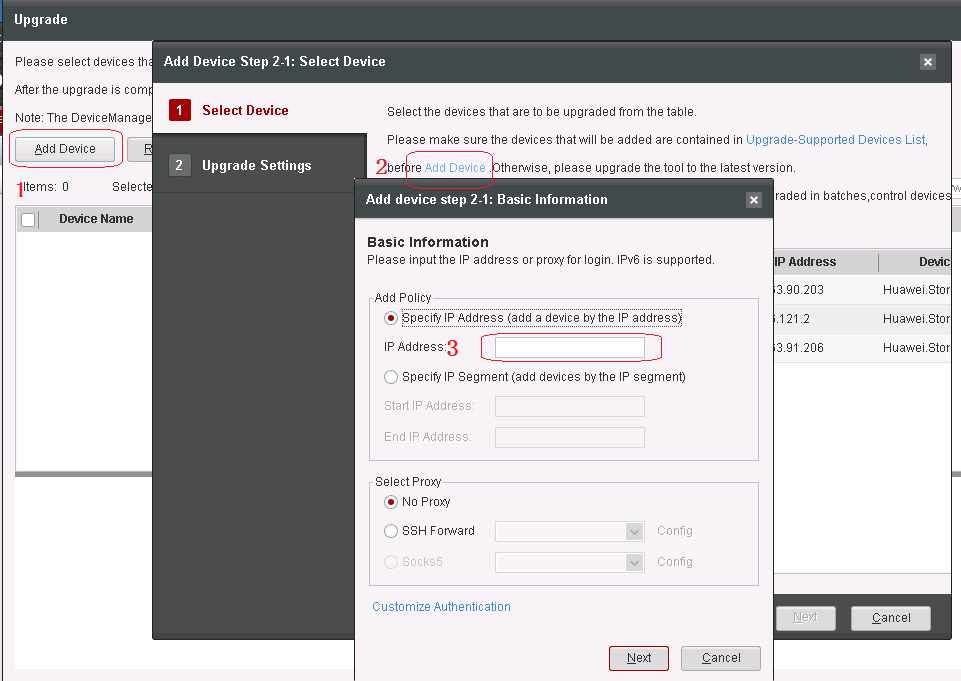 Upgrade
Please select devices tha
After the upgrade is comp
Note: The DeviceManage
Add Device
R
1
Items: 0 Selecte
Device Name
Add Device Step 2-1: Select Device
1 Select Device
2 Upgrade Settings
Select the devices that are to be upgraded from the table.
Please make sure the devices that will be added are contained in Upgrade-Supported Devices List,
2
before Add Device .Otherwise, please upgrade the tool to the latest version.
raded in batches,control devices
IP Address Devic
63.90.203 Huawei.Stor
.121.2 Huawei.Stor
63.91.206 Huawei.Stor
Next Cancel
Add device step 2-1: Basic Information
Basic Information
Please input the IP address or proxy for login. IPv6 is supported.
Add Policy
Specify IP Address (add a device by the IP address)
IP Address: 3
Specify IP Segment (add devices by the IP segment)
Start IP Address:
End IP Address:
Select Proxy
No Proxy
SSH Forward Config
Socks5 Config
Customize Authentication
Next Cancel